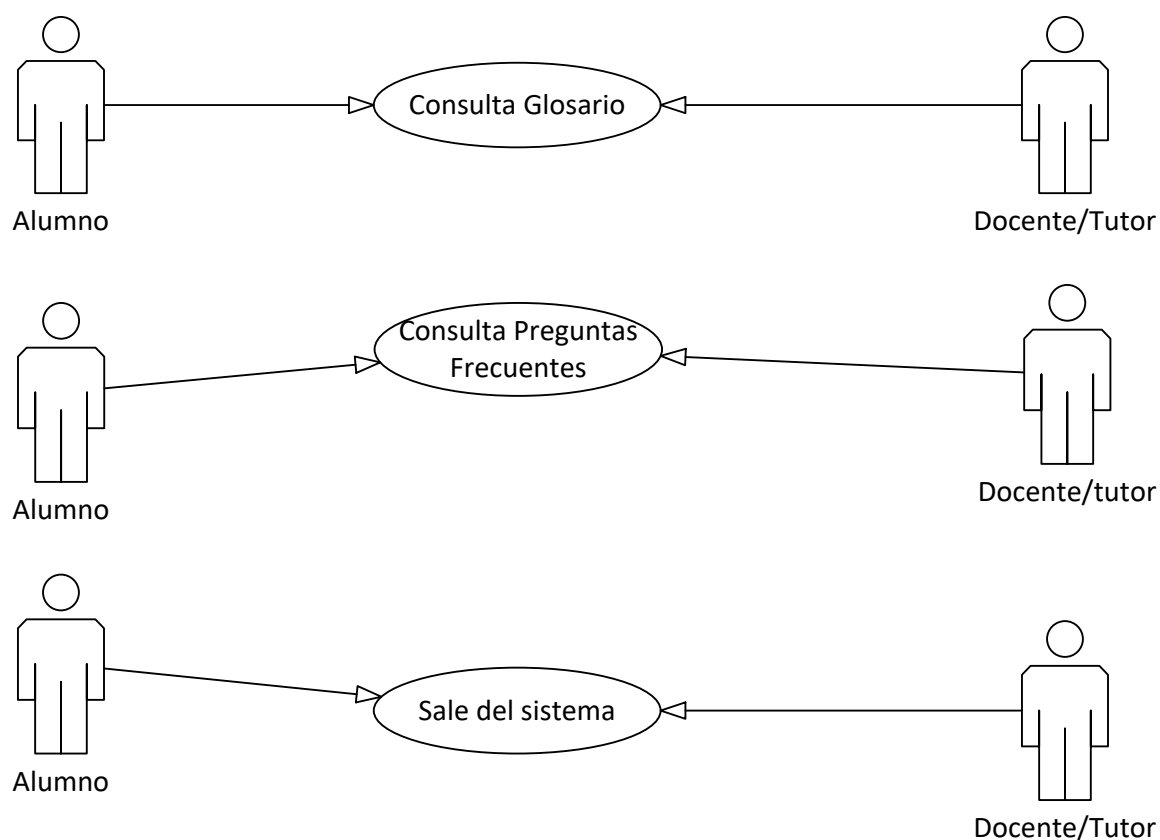 Consulta Glosario
Alumno
Docente/Tutor
Consulta Preguntas
Frecuentes
Alumno
Docente/tutor
Sale del sistema
Alumno
Docente/Tutor